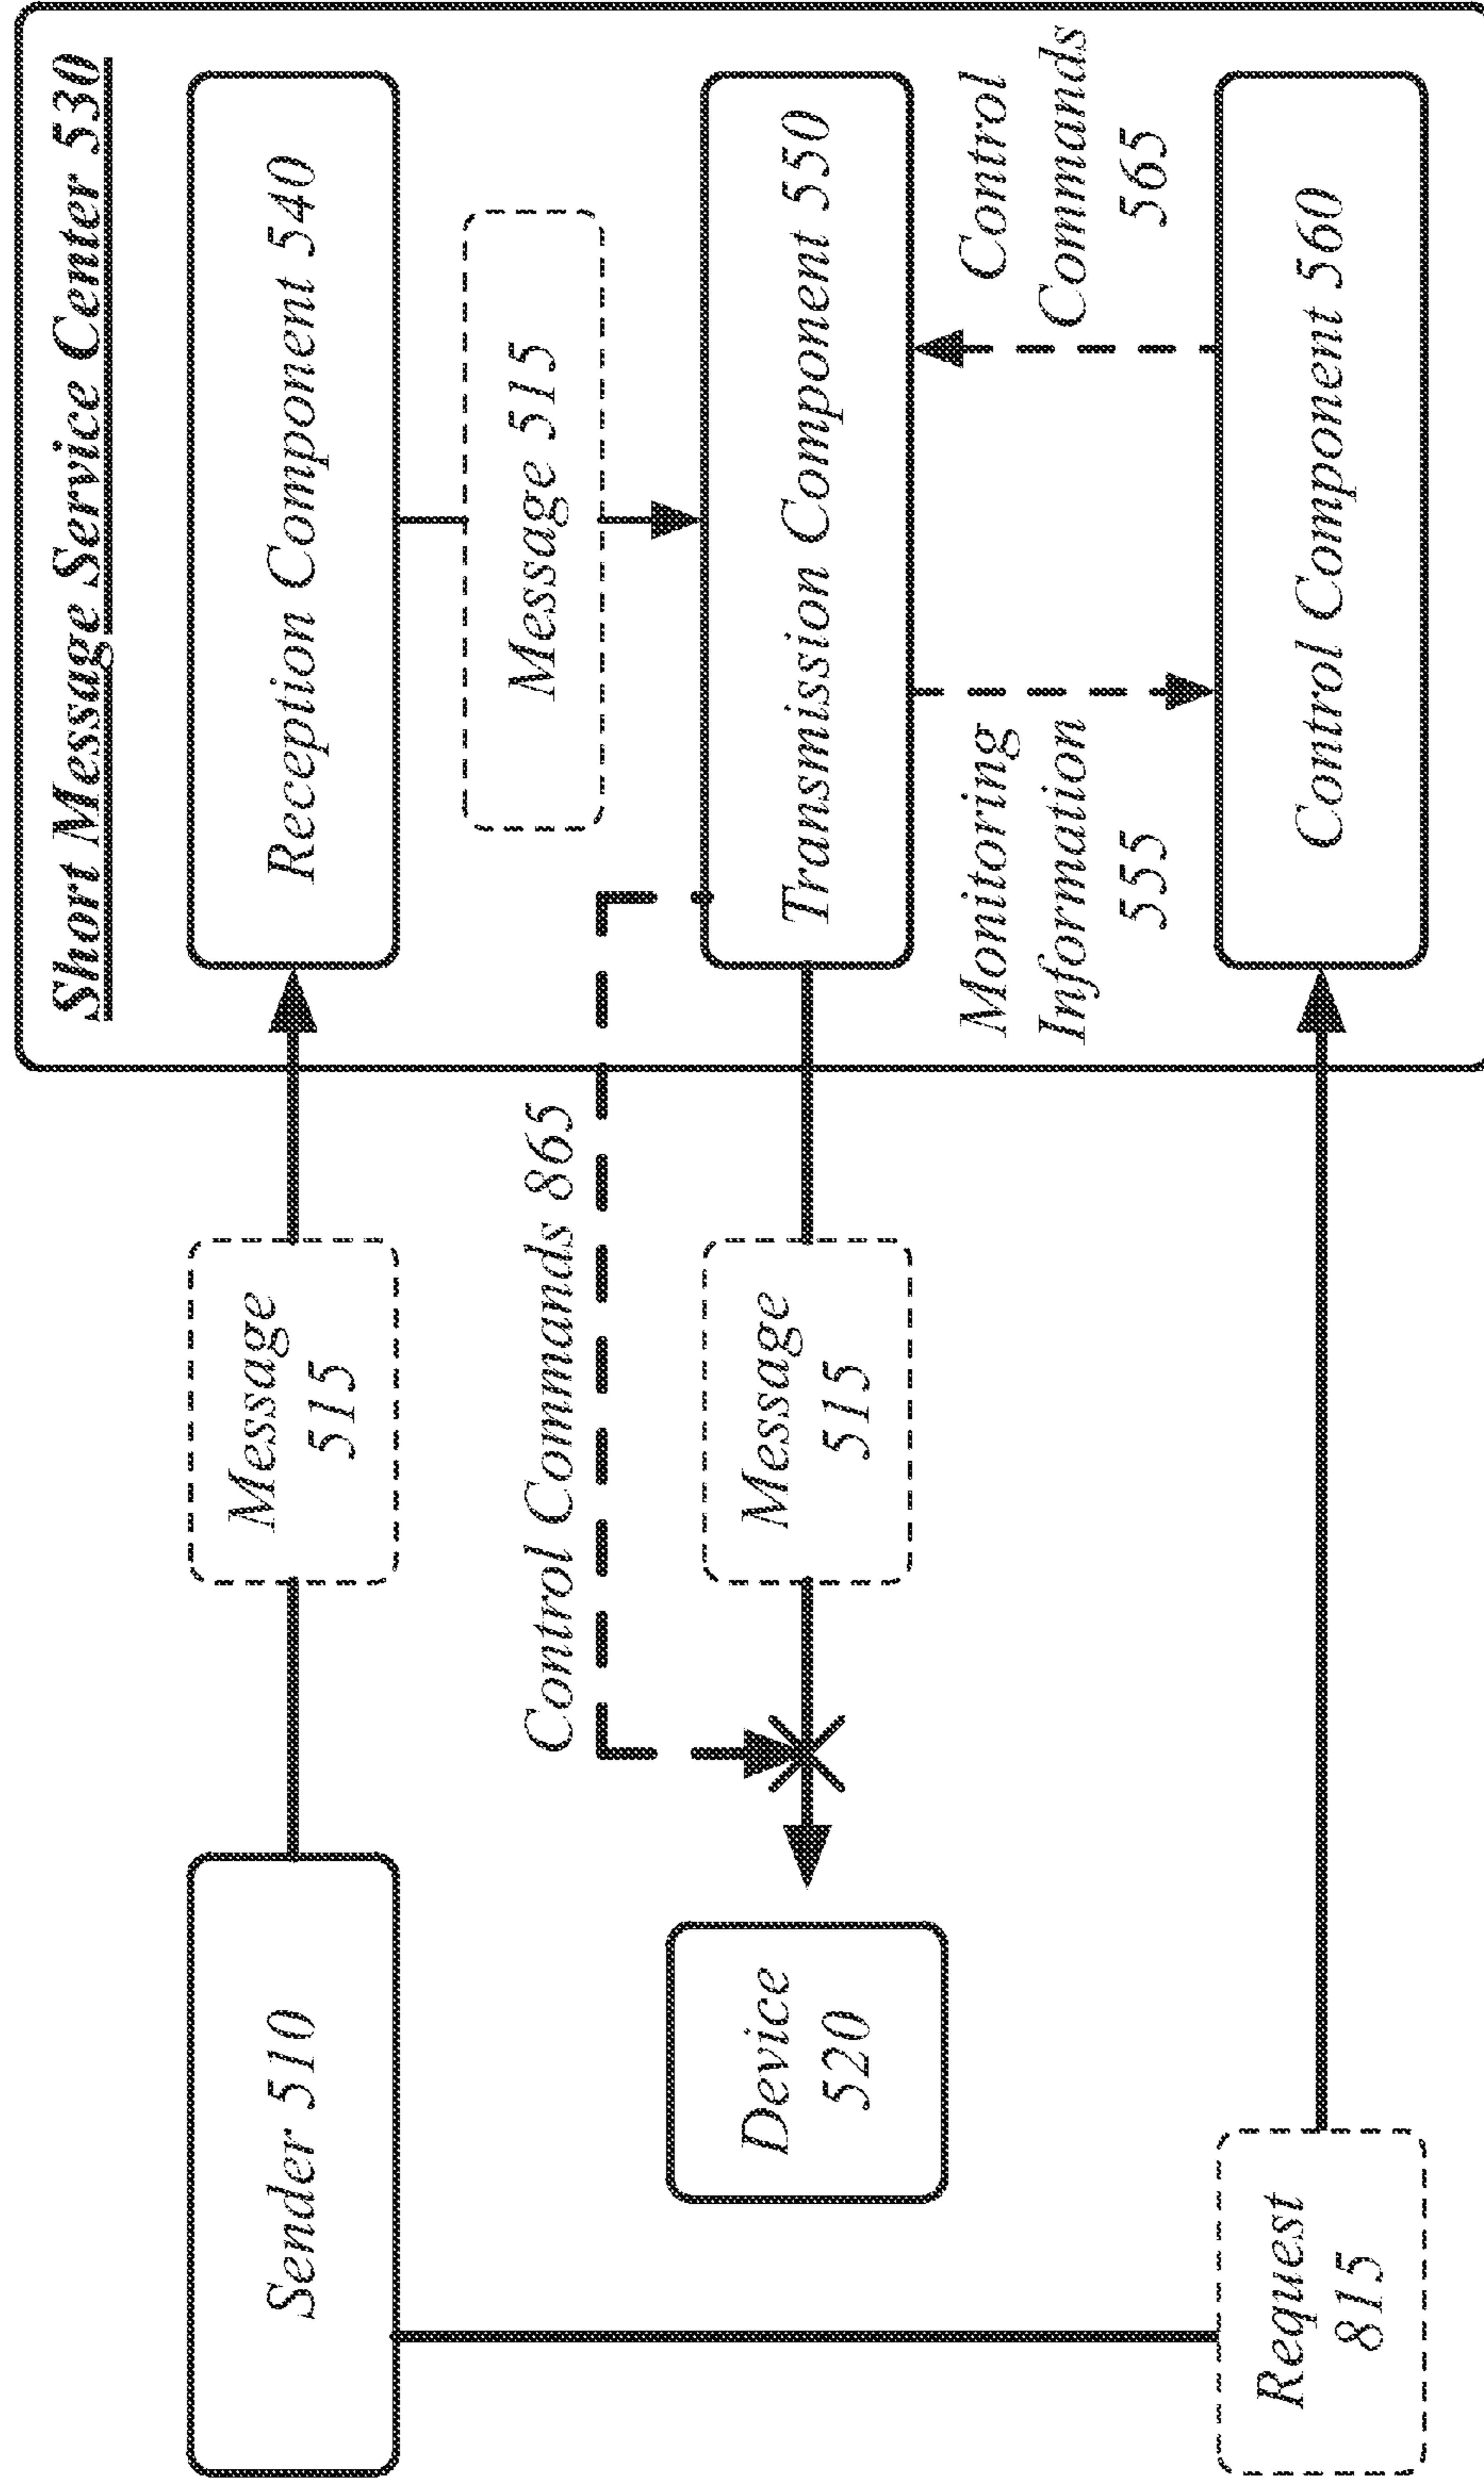 Short Message Service Center 530
Sender 510
Message
515
Reception Component 540
Message 515
Control Commands 865
Device
520
Message
515
Transmission Component 550
Monitoring
Information
555
Control
Commands
565
Request
815
Control Component 560